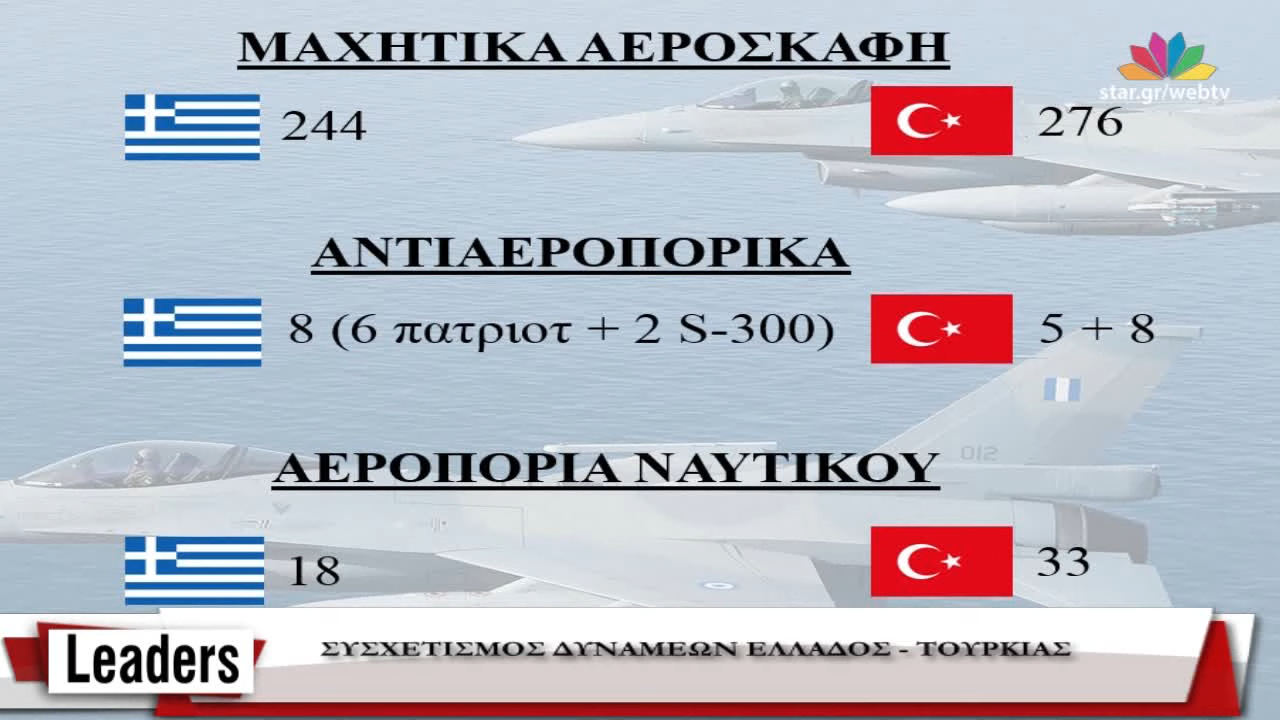 ΜΑΧΗΤΙΚΑ ΑΕΡΟΣΚΑΦΗ
star.gr/webtv
244
276
ΑΝΤΙΑΕΡΟΠΟΡΙΚΑ
8 (6 πατριοτ + 2 S-300)
5 + 8
012
ΑΕΡΟΠΟΡΙΑ ΝΑΥΤΙΚΟΥ
18
33
Leaders
ΣΥΣΧΕΤΙΣΜΟΣ ΔΥΝΑΜΕΩΝ ΕΛΛΑΔΟΣ - ΤΟΥΡΚΙΑΣ